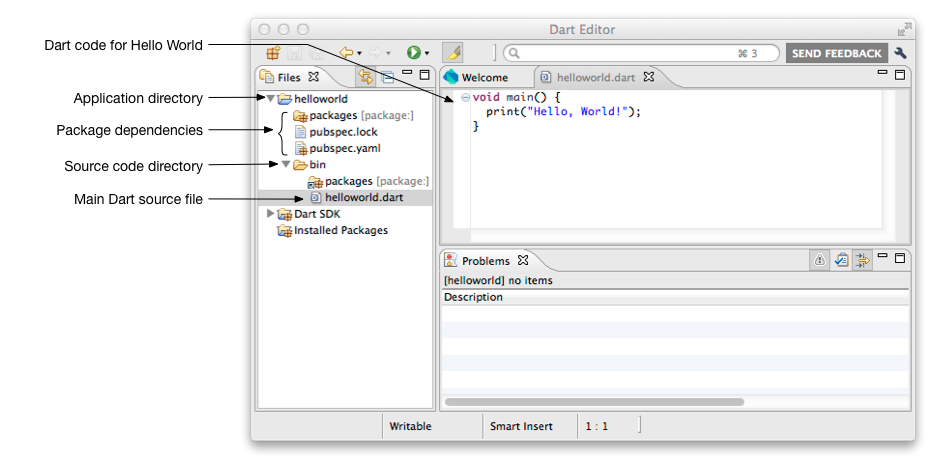 Dart Editor
Dart code for Hello World
⌘ 3
SEND FEEDBACK
Files
Welcome
helloworld.dart
Application directory
helloworld
void main() {
packages [package:]
print("Hello, World!");
Package dependencies
pubspec.lock
}
pubspec.yaml
Source code directory
bin
packages [package:]
Main Dart source file
helloworld.dart
Dart SDK
Installed Packages
Problems
[helloworld] no items
Description
Writable
Smart Insert
1 : 1